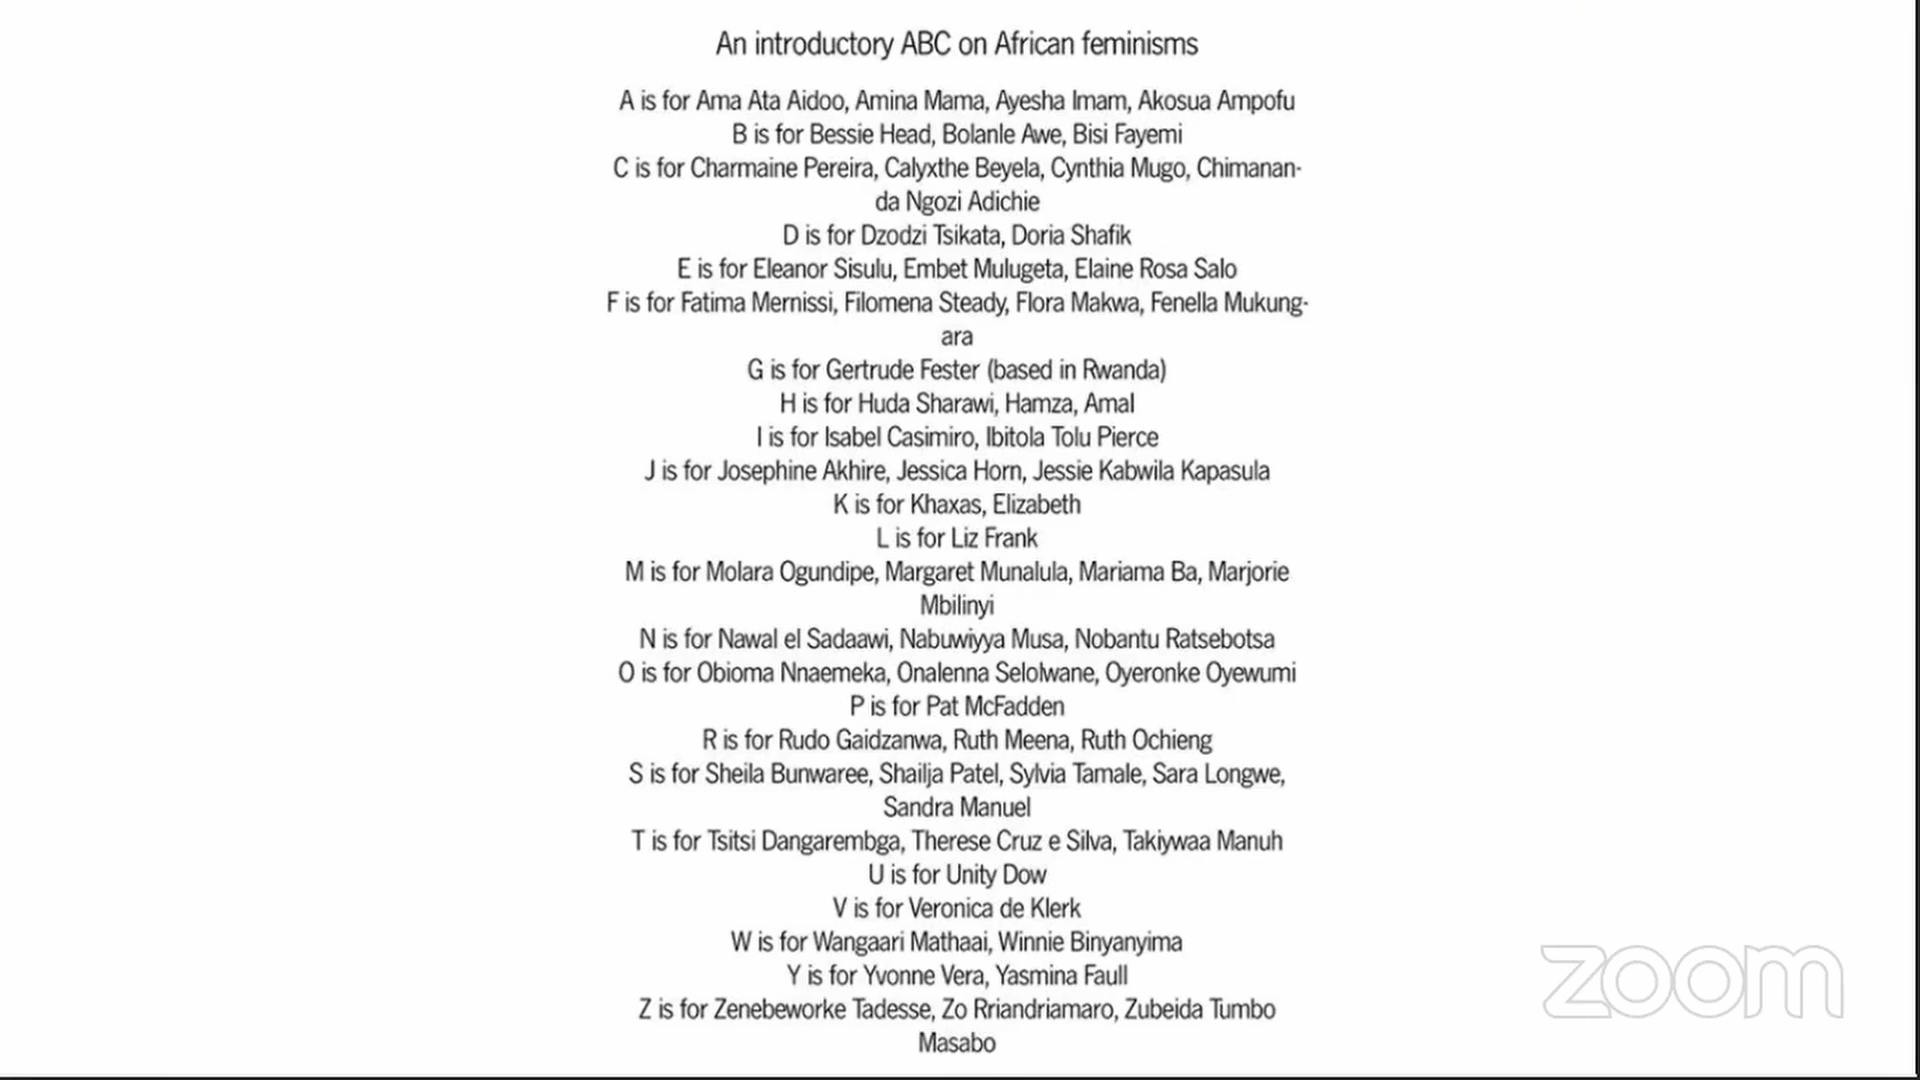 An introductory ABC on African feminisms
A is for Ama Ata Aidoo, Amina Mama, Ayesha Imam, Akosua Ampofu
B is for Bessie Head, Bolanle Awe, Bisi Fayemi
C is for Charmaine Pereira, Calyxthe Beyela, Cynthia Mugo, Chimanan-
da Ngozi Adichie
D is for Dzodzi Tsikata, Doria Shafik
E is for Eleanor Sisulu, Embet Mulugeta, Elaine Rosa Salo
F is for Fatima Mernissi, Filomena Steady, Flora Makwa, Fenella Mukung-
ara
G is for Gertrude Fester (based in Rwanda)
H is for Huda Sharawi, Hamza, Amal
I is for Isabel Casimiro, Ibitola Tolu Pierce
J is for Josephine Akhire, Jessica Horn, Jessie Kabwila Kapasula
K is for Khaxas, Elizabeth
L is for Liz Frank
M is for Molara Ogundipe, Margaret Munalula, Mariama Ba, Marjorie
Mbilinyi
N is for Nawal el Sadaawi, Nabuwiyya Musa, Nobantu Ratsebotsa
O is for Obioma Nnaemeka, Onalenna Selolwane, Oyeronke Oyewumi
P is for Pat McFadden
R is for Rudo Gaidzanwa, Ruth Meena, Ruth Ochieng
S is for Sheila Bunwaree, Shailja Patel, Sylvia Tamale, Sara Longwe,
Sandra Manuel
T is for Tsitsi Dangarembga, Therese Cruz e Silva, Takiywaa Manuh
U is for Unity Dow
V is for Veronica de Klerk
W is for Wangaari Mathaai, Winnie Binyanyima
Y is for Yvonne Vera, Yasmina Faull
Z is for Zenebeworke Tadesse, Zo Rriandriamaro, Zubeida Tumbo
Masabo
zoom